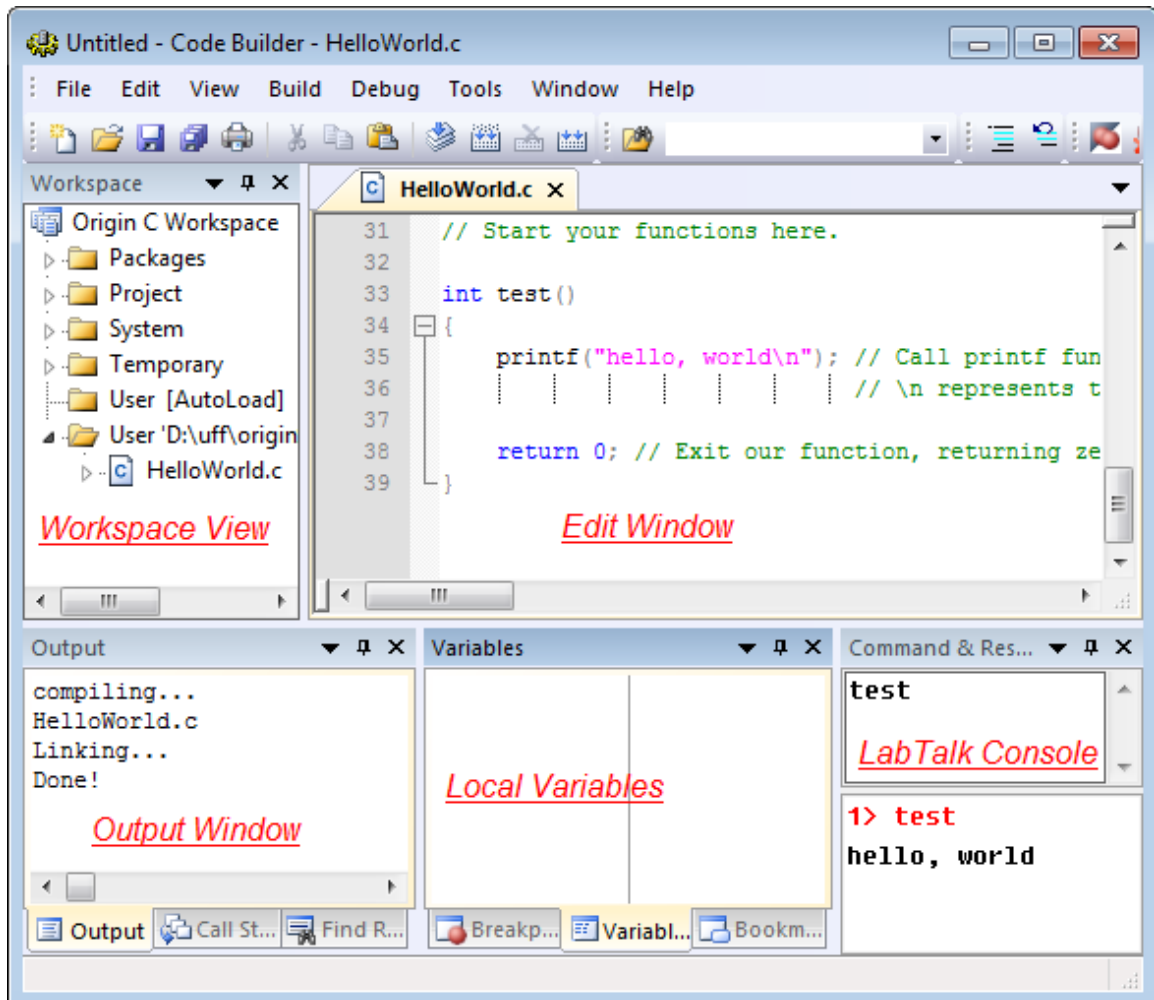 Untitled - Code Builder - HelloWorld.c
File Edit View Build Debug Tools Window Help
Workspace
Origin C Workspace
Packages
Project
System
Temporary
User [AutoLoad]
User 'D:\uff\origin
HelloWorld.c
Workspace View
HelloWorld.c
31 // Start your functions here.
32
33 int test()
34 {
35 printf("hello, world\n"); // Call printf fun
36 // \n represents t
37
38 return 0; // Exit our function, returning ze
39 }
Edit Window
Output
compiling...
HelloWorld.c
Linking...
Done!
Output Window
Output Call St... Find R...
Variables
Local Variables
Breakp... Variabl... Bookm...
Command & Res...
test
LabTalk Console
1> test
hello, world